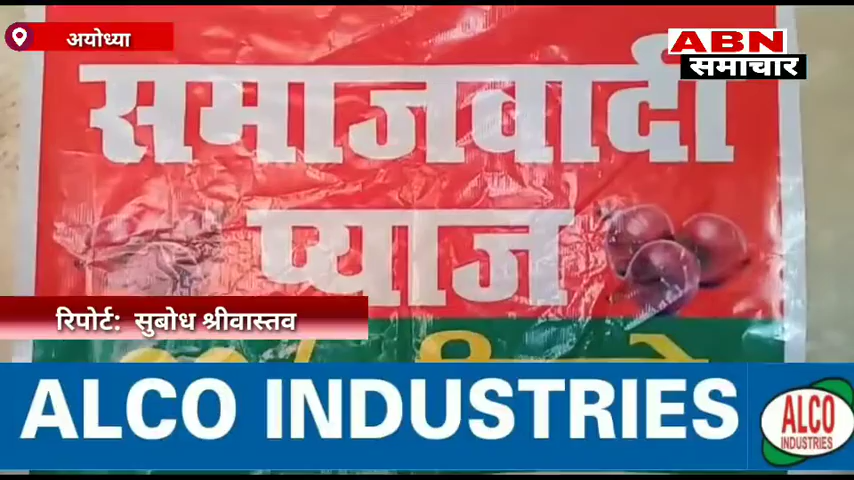 अयोध्या
ABN
समाचार
समाजवादी
प्याज
रिपोर्ट: सुबोध श्रीवास्तव
ALCO INDUSTRIES
ALCO
INDUSTRIES